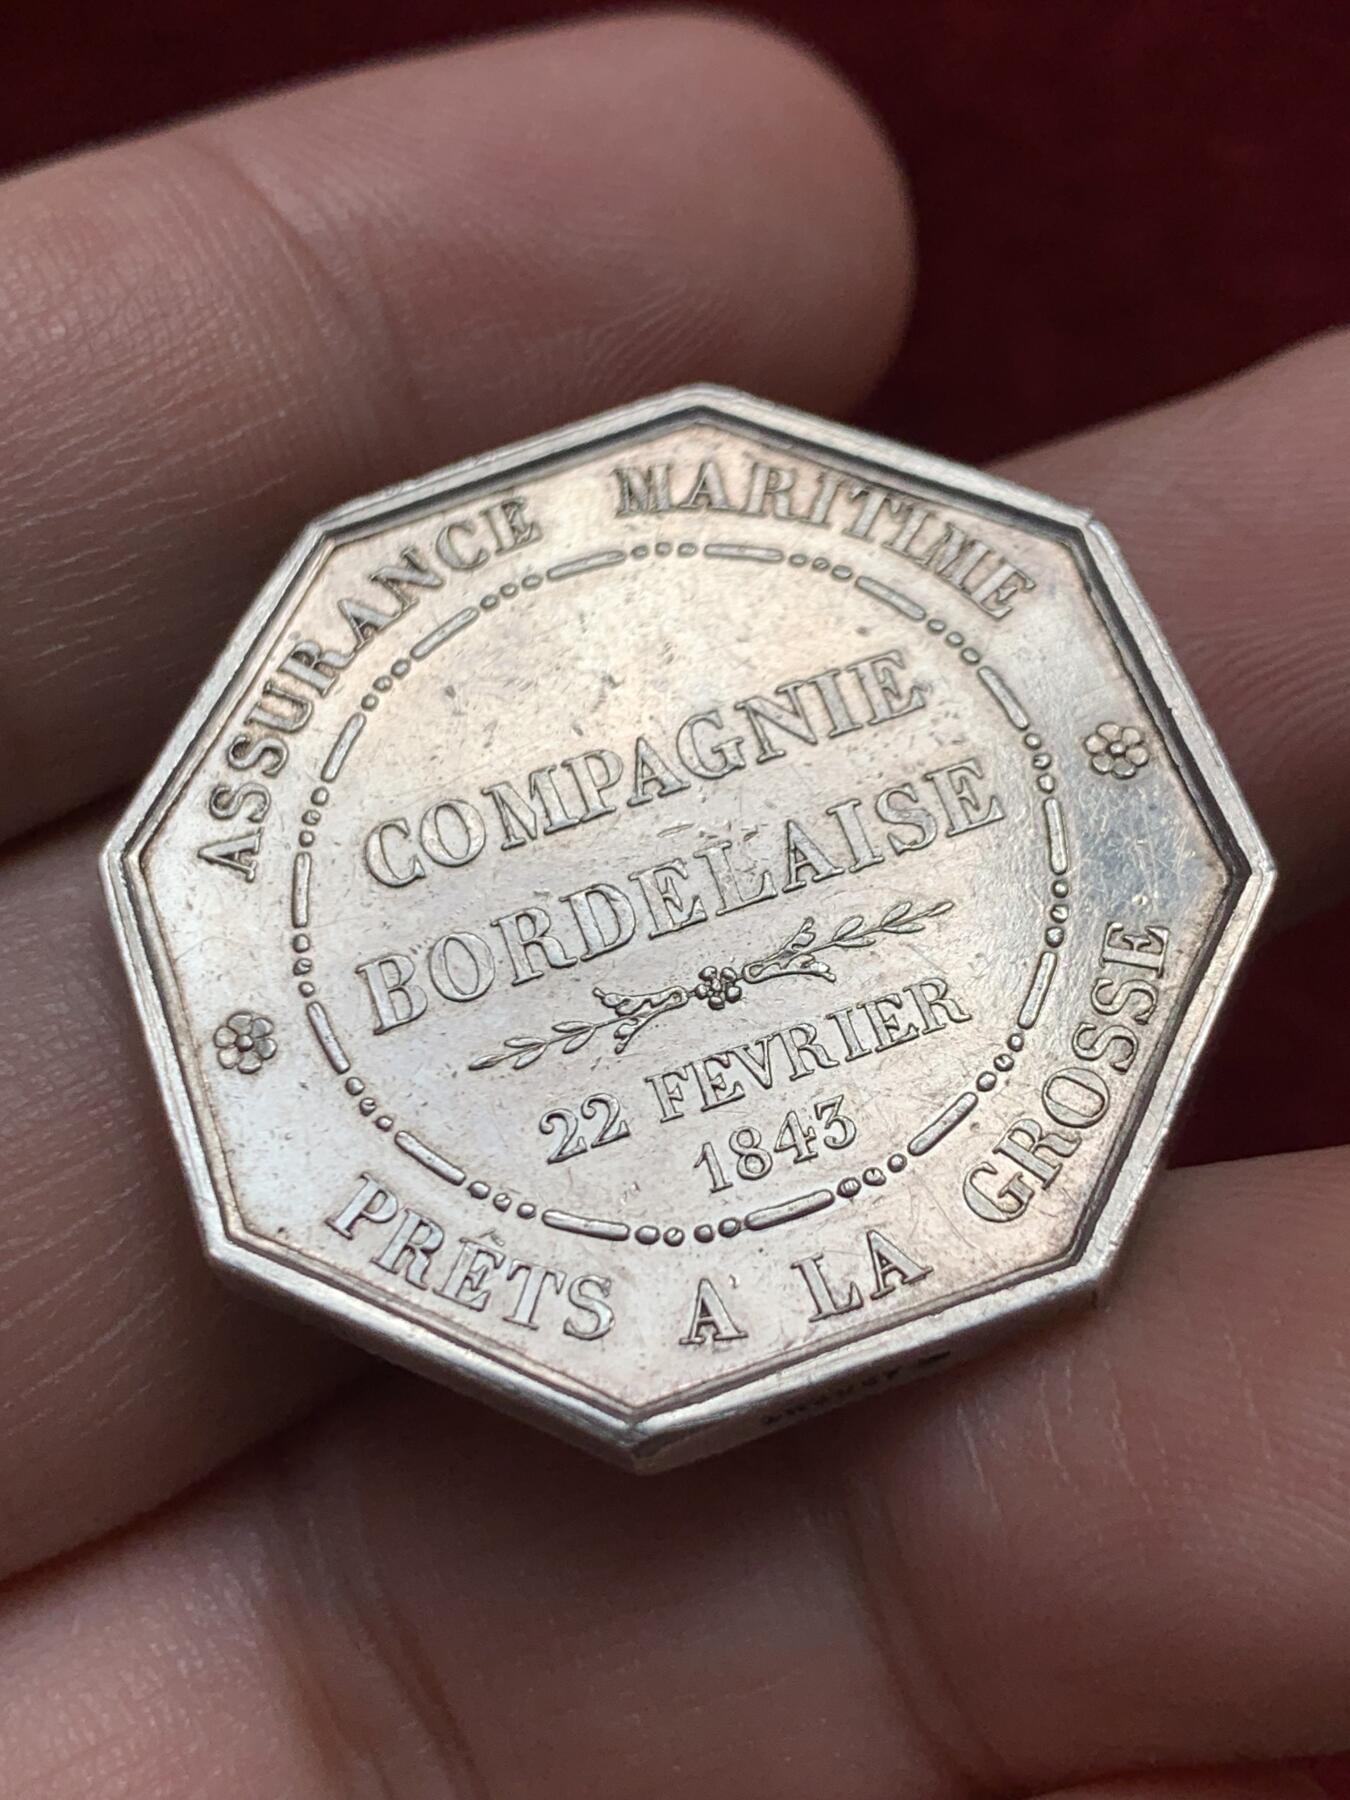 ASSURANCE MARITIME
COMPAGNIE
BORDELAISE
22 FEVRIER
1843
PRÊTS A LA GROSSE